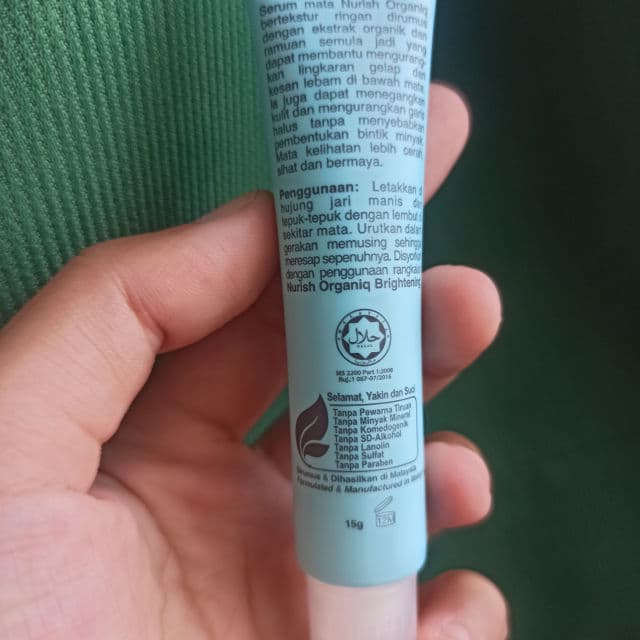 Serum mata Nurish Organiq
bertekstur ringan dirumus
dengan ekstrak organik dan
ramuan semula jadi yang
dapat membantu mengurang-
kan lingkaran gelap dan
kesan lebam di bawah mata.
Ia juga dapat menegangkan
kulit dan mengurangkan garis
halus tanpa menyebabkan
pembentukan bintik minyak.
Mata kelihatan lebih cerah,
sihat dan bermaya.
Penggunaan: Letakkan di
hujung jari manis dan
tepuk-tepuk dengan lembut di
sekitar mata. Urutkan dalam
gerakan memusing sehingga
meresap sepenuhnya. Disyorkan
dengan penggunaan rangkaian
Nurish Organiq Brightening
حلال
HALAL
MS 2200 Part 1:2008
Ruj.:1 067-07/2016
Selamat, Yakin dan Suci
Tanpa Pewarna Tiruan
Tanpa Minyak Mineral
Tanpa Komedogenik
Tanpa SD-Alkohol
Tanpa Lanolin
Tanpa Sulfat
Tanpa Paraben
Dirumus & Dihasilkan di Malaysia
Formulated & Manufactured in
15g
12M